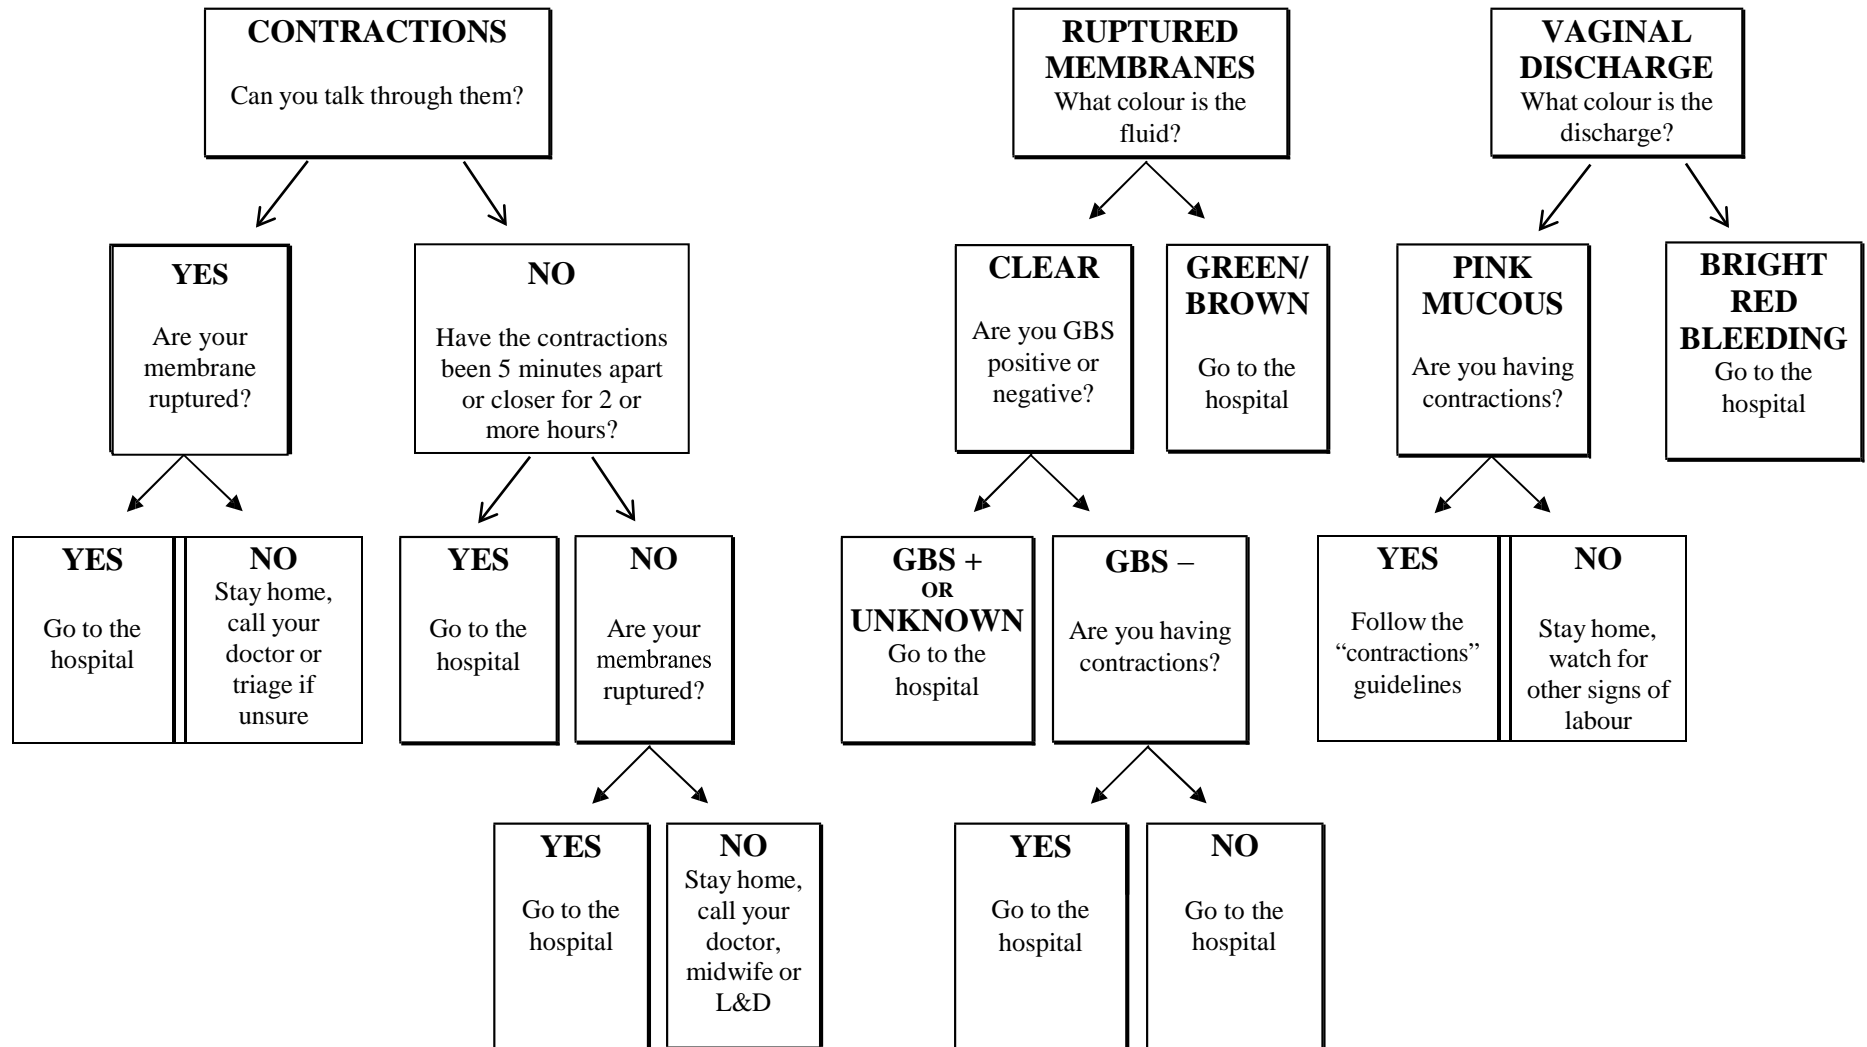 CONTRACTIONS
Can you talk through them?
RUPTURED
MEMBRANES
What colour is the
fluid?
VAGINAL
DISCHARGE
What colour is the
discharge?
YES
Are your
membrane
ruptured?
NO
Have the contractions
been 5 minutes apart
or closer for 2 or
more hours?
CLEAR
Are you GBS
positive or
negative?
GREEN/
BROWN
Go to the
hospital
PINK
MUCOUS
Are you having
contractions?
BRIGHT
RED
BLEEDING
Go to the
hospital
YES
Go to the
hospital
NO
Stay home,
call your
doctor or
triage if
unsure
YES
Go to the
hospital
NO
Are your
membranes
ruptured?
GBS +
OR
UNKNOWN
Go to the
hospital
GBS –
Are you having
contractions?
YES
Follow the
“contractions”
guidelines
NO
Stay home,
watch for
other signs of
labour
YES
Go to the
hospital
NO
Stay home,
call your
doctor,
midwife or
L&D
YES
Go to the
hospital
NO
Go to the
hospital